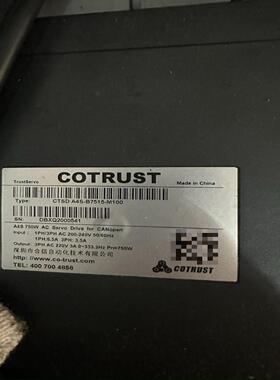 TrustServo
COTRUST
Made in China
Type: CTSD A4S-B7515-M100
SN: DBXQ2000541
A4S 750W AC Servo Drive for CANopen
Input : 1PH/3PH AC 200-240V 50/60Hz
1PH:6.5A 3PH: 3.5A
Output: 3PH AC 220V 3A 0~333.3Hz Pn=750W
深圳市合信自动化技术有限公司
http://www.co-trust.com
TEL: 400 700 4858
COTRUST